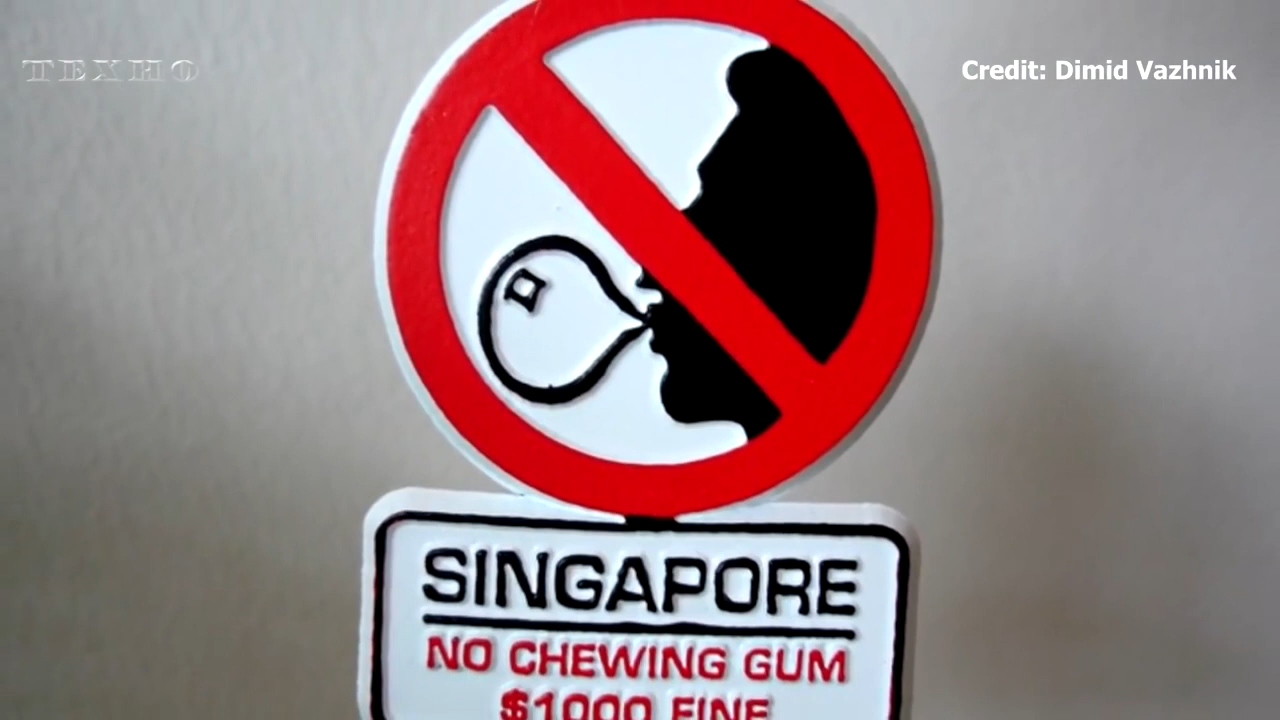 ТЕХНО
Credit: Dimid Vazhnik
SINGAPORE
NO CHEWING GUM
$1000 FINE